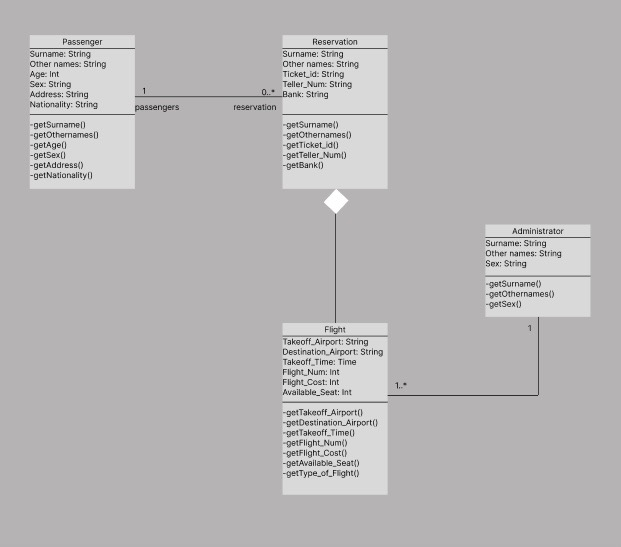 Passenger
Surname: String
Other names: String
Age: Int
Sex: String
Address: String
Nationality: String
-getSurname()
-getOthernames()
-getAge()
-getSex()
-getAddress()
-getNationality()
1
0..*
passengers
reservation
Reservation
Surname: String
Other names: String
Ticket_id: String
Teller_Num: String
Bank: String
-getSurname()
-getOthernames()
-getTicket_id()
-getTeller_Num()
-getBank()
Administrator
Surname: String
Other names: String
Sex: String
-getSurname()
-getOthernames()
-getSex()
1
1..*
Flight
Takeoff_Airport: String
Destination_Airport: String
Takeoff_Time: Time
Flight_Num: Int
Flight_Cost: Int
Available_Seat: Int
-getTakeoff_Airport()
-getDestination_Airport()
-getTakeoff_Time()
-getFlight_Num()
-getFlight_Cost()
-getAvailable_Seat()
-getType_of_Flight()